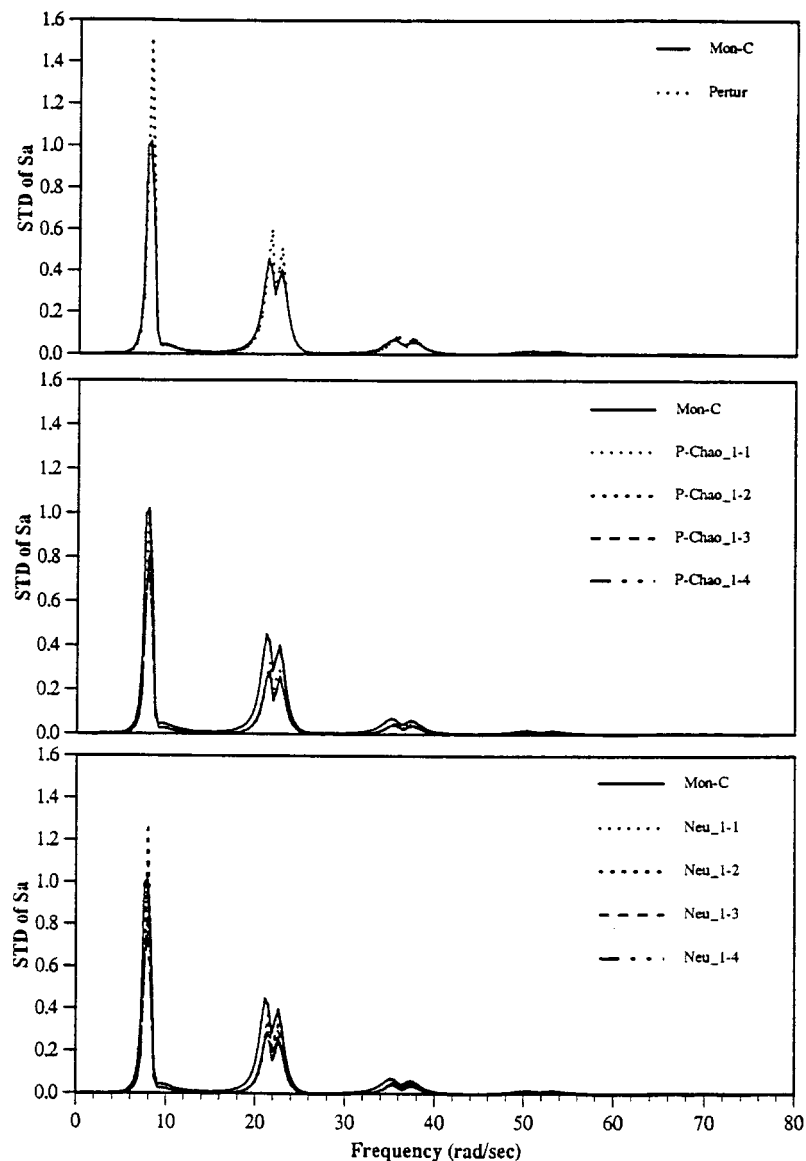 1.6
1.4
1.2
1.0
0.8
0.6
0.4
0.2
0.0
STD of Sa
Mon-C
Pertur
1.6
1.4
1.2
1.0
0.8
0.6
0.4
0.2
0.0
STD of Sa
Mon-C
P-Chao_1-1
P-Chao_1-2
P-Chao_1-3
P-Chao_1-4
1.6
1.4
1.2
1.0
0.8
0.6
0.4
0.2
0.0
STD of Sa
Mon-C
Neu_1-1
Neu_1-2
Neu_1-3
Neu_1-4
0 10 20 30 40 50 60 70 80
Frequency (rad/sec)